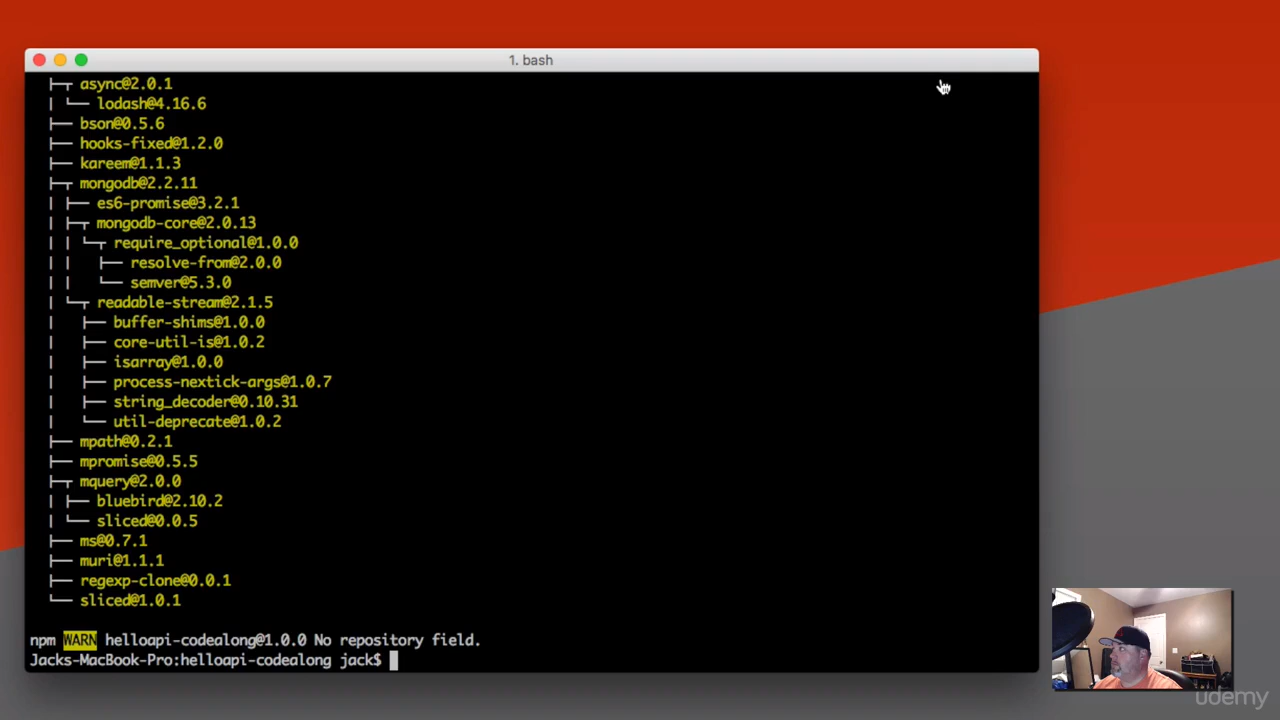 1. bash
├─┬ async@2.0.1
│ └── lodash@4.16.6
├── bson@0.5.6
├── hooks-fixed@1.2.0
├── kareem@1.1.3
├─┬ mongodb@2.2.11
│ ├── es6-promise@3.2.1
│ ├─┬ mongodb-core@2.0.13
│ │ └─┬ require_optional@1.0.0
│ │   ├── resolve-from@2.0.0
│ │   └── semver@5.3.0
│ └─┬ readable-stream@2.1.5
│   ├── buffer-shims@1.0.0
│   ├── core-util-is@1.0.2
│   ├── isarray@1.0.0
│   ├── process-nextick-args@1.0.7
│   ├── string_decoder@0.10.31
│   └── util-deprecate@1.0.2
├── mpath@0.2.1
├── mpromise@0.5.5
├─┬ mquery@2.0.0
│ ├── bluebird@2.10.2
│ └── sliced@0.0.5
├── ms@0.7.1
├── muri@1.1.1
├── regexp-clone@0.0.1
└── sliced@1.0.1
npm WARN helloapi-codealong@1.0.0 No repository field.
Jacks-MacBook-Pro:helloapi-codealong jack$
udemy